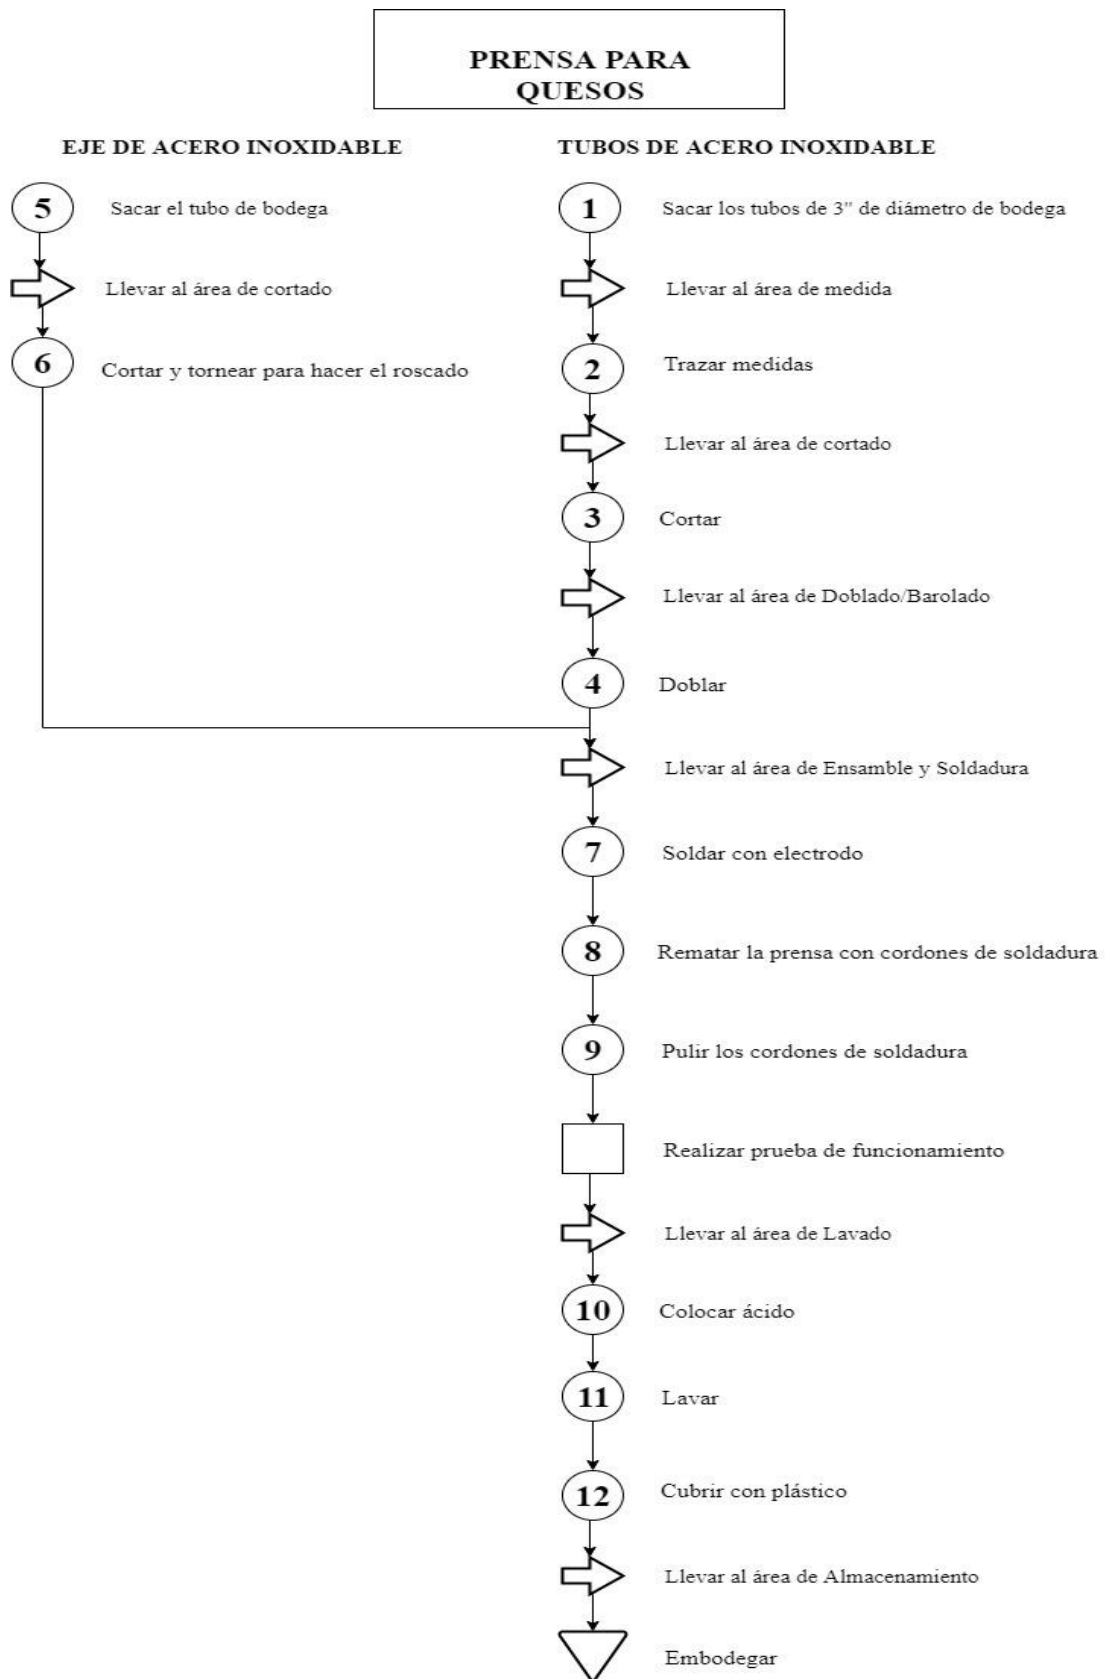 PRENSA PARA
QUESOS
EJE DE ACERO INOXIDABLE
5 Sacar el tubo de bodega
Llevar al área de cortado
6 Cortar y tornear para hacer el roscado
TUBOS DE ACERO INOXIDABLE
1 Sacar los tubos de 3" de diámetro de bodega
Llevar al área de medida
2 Trazar medidas
Llevar al área de cortado
3 Cortar
Llevar al área de Doblado/Barolado
4 Doblar
Llevar al área de Ensamble y Soldadura
7 Soldar con electrodo
8 Rematar la prensa con cordones de soldadura
9 Pulir los cordones de soldadura
Realizar prueba de funcionamiento
Llevar al área de Lavado
10 Colocar ácido
11 Lavar
12 Cubrir con plástico
Llevar al área de Almacenamiento
Embodegar